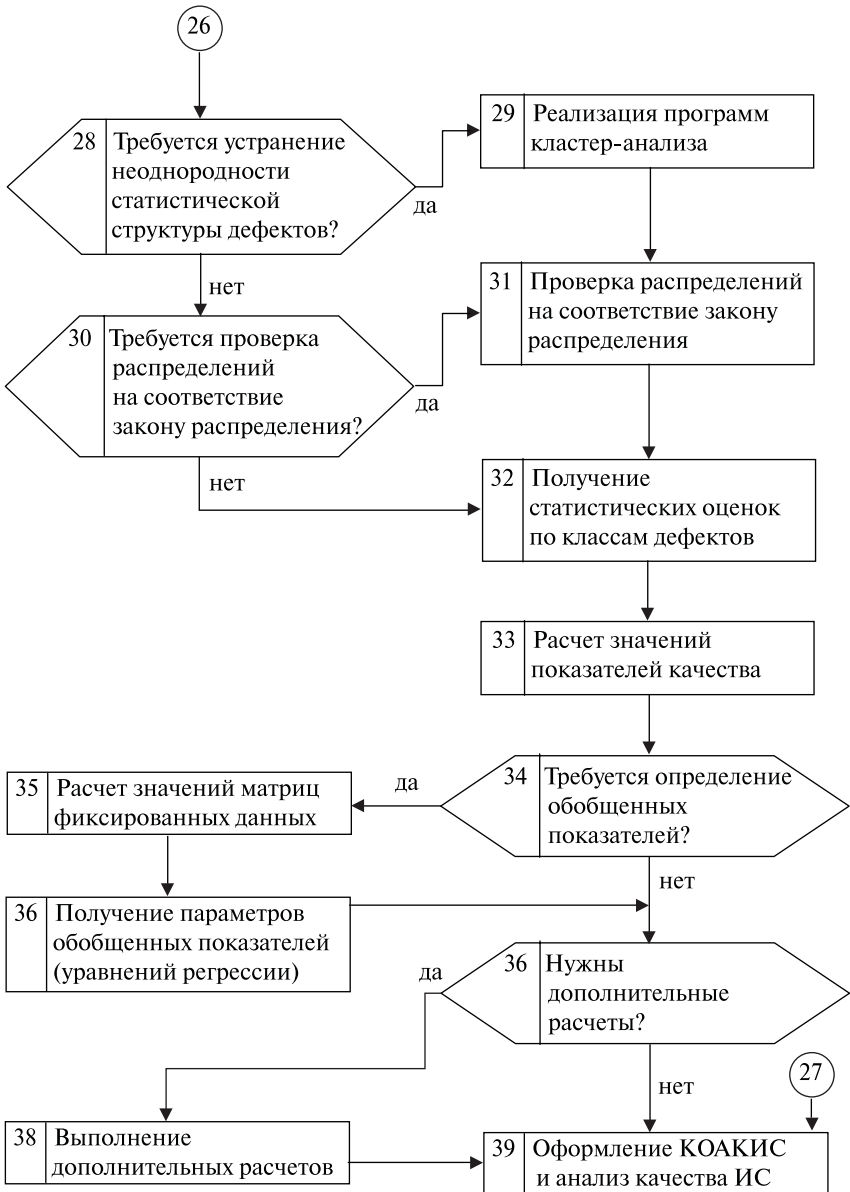 26
28 Требуется устранение
неоднородности
статистической
структуры дефектов?
да
29 Реализация программ
кластер-анализа
нет
30 Требуется проверка
распределений
на соответствие
закону распределения?
да
31 Проверка распределений
на соответствие закону
распределения
нет
32 Получение
статистических оценок
по классам дефектов
33 Расчет значений
показателей качества
34 Требуется определение
обобщенных
показателей?
да
35 Расчет значений матриц
фиксированных данных
нет
36 Получение параметров
обобщенных показателей
(уравнений регрессии)
36 Нужны
дополнительные
расчеты?
да
27
нет
38 Выполнение
дополнительных расчетов
39 Оформление КОАКИС
и анализ качества ИС